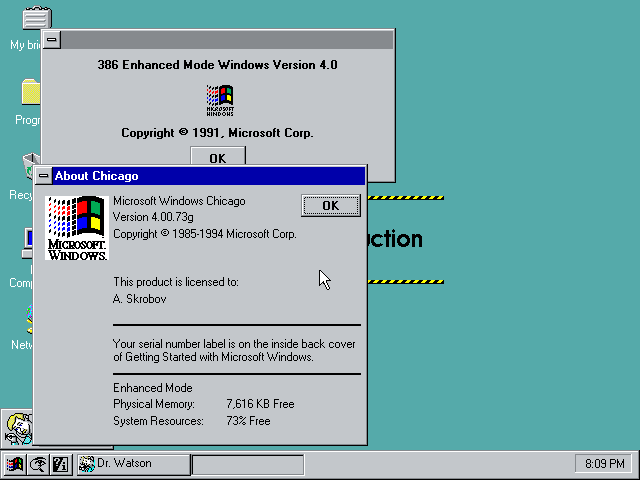 My bri
386 Enhanced Mode Windows Version 4.0
MICROSOFT
WINDOWS
Copyright © 1991, Microsoft Corp.
OK
Progr
Recy
Comp
Netw
uction
About Chicago
MICROSOFT.
WINDOWS.
Microsoft Windows Chicago
Version 4.00.73g
Copyright © 1985-1994 Microsoft Corp.
OK
This product is licensed to:
A. Skrobov
Your serial number label is on the inside back cover
of Getting Started with Microsoft Windows.
Enhanced Mode
Physical Memory: 7,616 KB Free
System Resources: 73% Free
Dr. Watson
8:09 PM